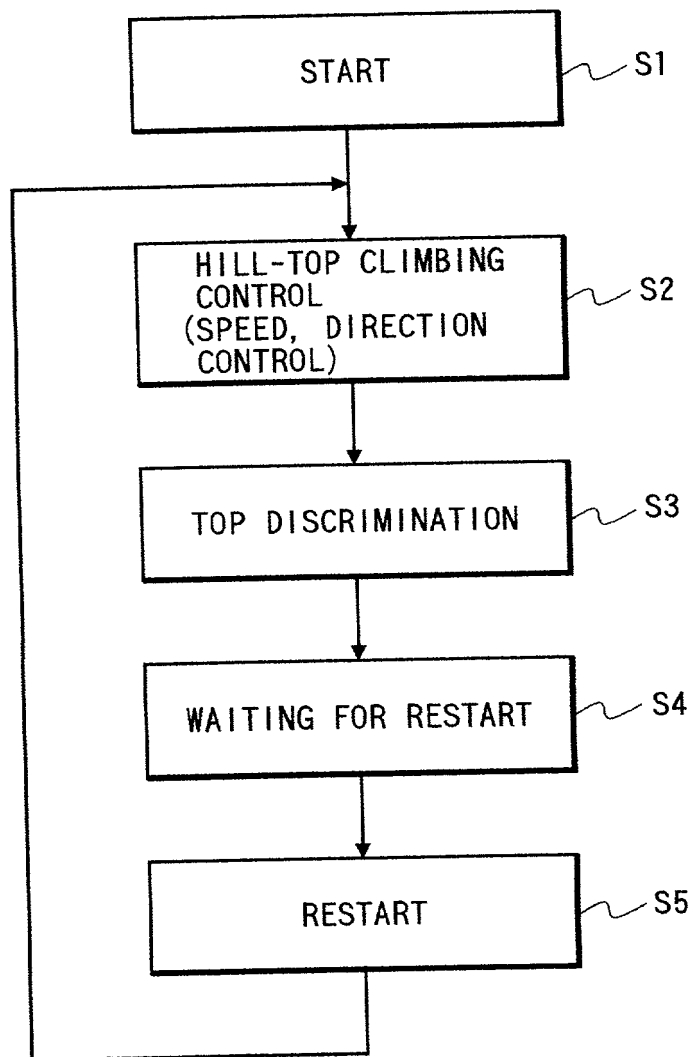 START
S1
HILL-TOP CLIMBING
CONTROL
(SPEED, DIRECTION
CONTROL)
S2
TOP DISCRIMINATION
S3
WAITING FOR RESTART
S4
RESTART
S5